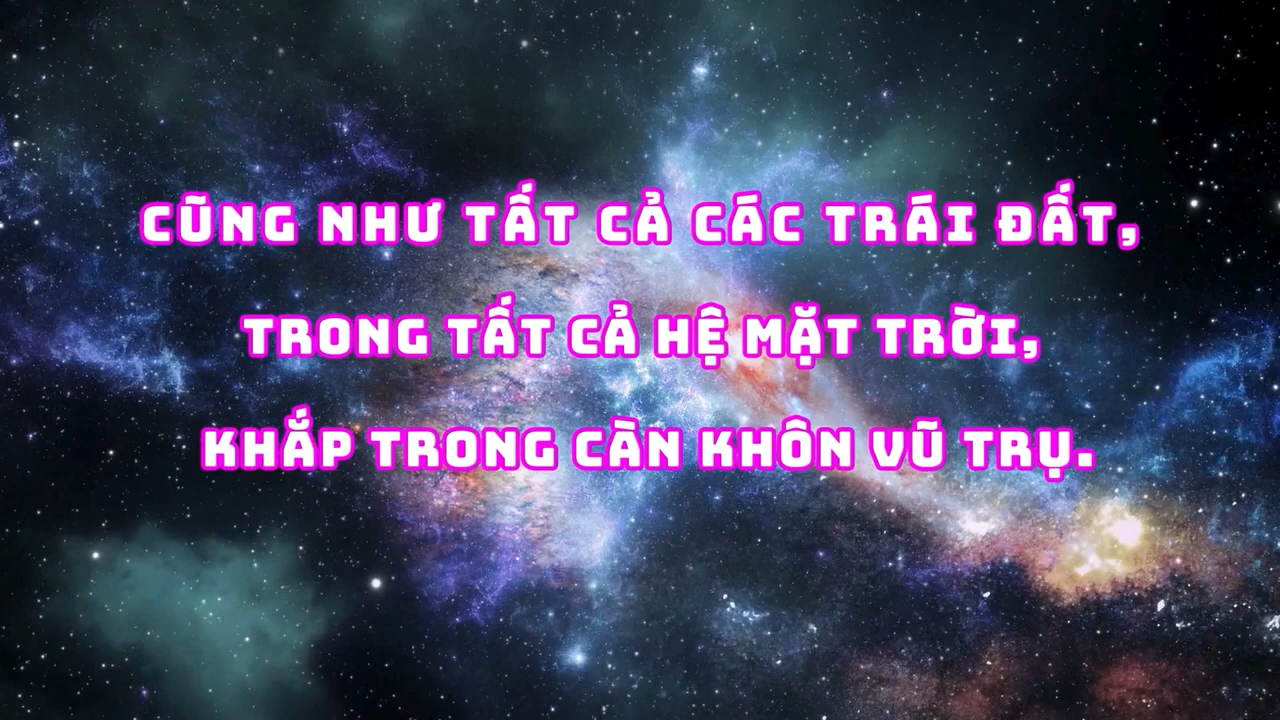 CŨNG NHƯ TẤT CẢ CÁC TRÁI ĐẤT,
TRONG TẤT CẢ HỆ MẶT TRỜI,
KHẮP TRONG CÀN KHÔN VŨ TRỤ.